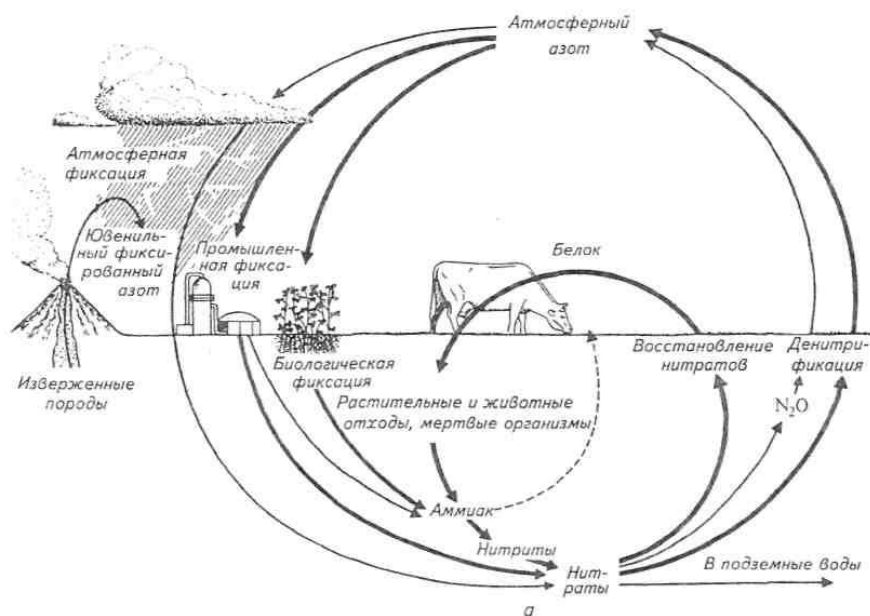 Атмосферный
азот
Атмосферная
фиксация
Ювениль-
ный фикси-
рованный
азот
Промышлен-
ная фикса-
ция
Белок
Изверженные
породы
Биологическая
фиксация
Восстановление
нитратов
Денитри-
фикация
Растительные и животные
отходы, мертвые организмы
N₂O
Аммиак
Нитриты
Нит-
раты
В подземные воды
а